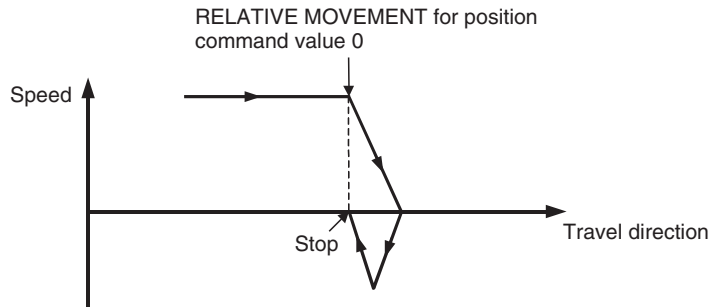 RELATIVE MOVEMENT for position
command value 0
Speed
Stop
Travel direction